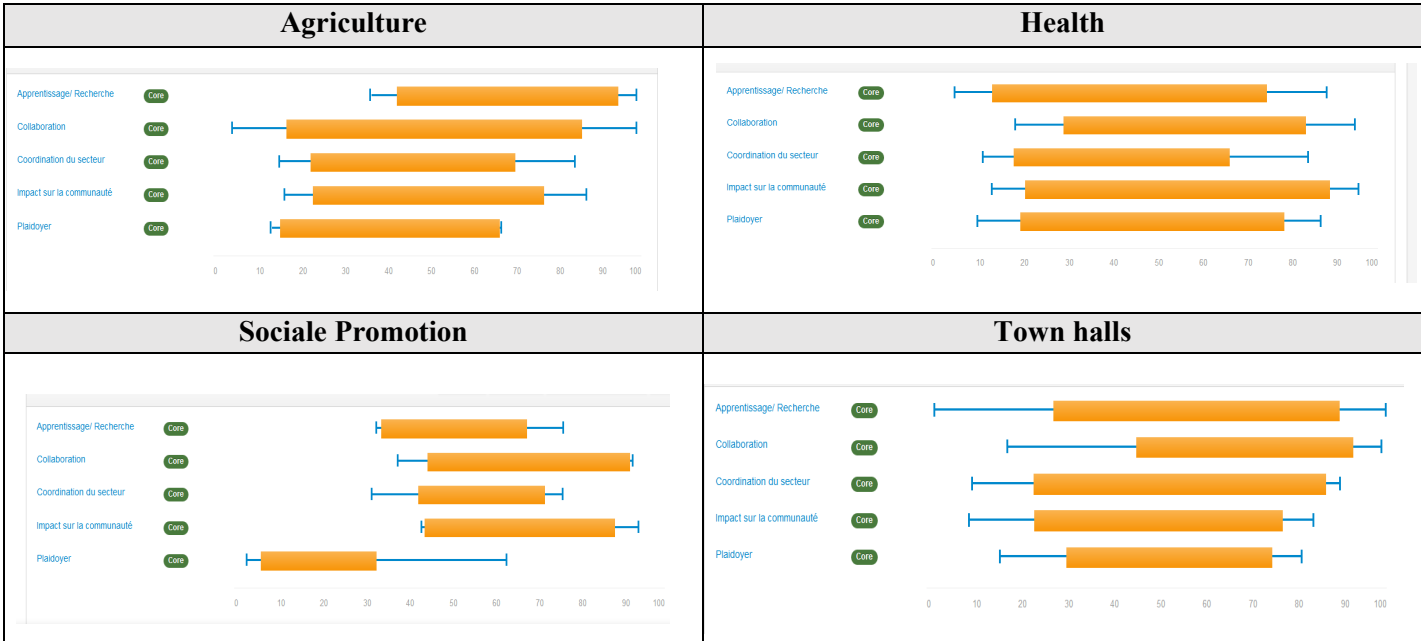 Agriculture
Health
Apprentissage/ Recherche Core
Collaboration Core
Coordination du secteur Core
Impact sur la communauté Core
Plaidoyer Core
0 10 20 30 40 50 60 70 80 90 100
Apprentissage/ Recherche Core
Collaboration Core
Coordination du secteur Core
Impact sur la communauté Core
Plaidoyer Core
0 10 20 30 40 50 60 70 80 90 100
Sociale Promotion
Town halls
Apprentissage/ Recherche Core
Collaboration Core
Coordination du secteur Core
Impact sur la communauté Core
Plaidoyer Core
0 10 20 30 40 50 60 70 80 90 100
Apprentissage/ Recherche Core
Collaboration Core
Coordination du secteur Core
Impact sur la communauté Core
Plaidoyer Core
0 10 20 30 40 50 60 70 80 90 100